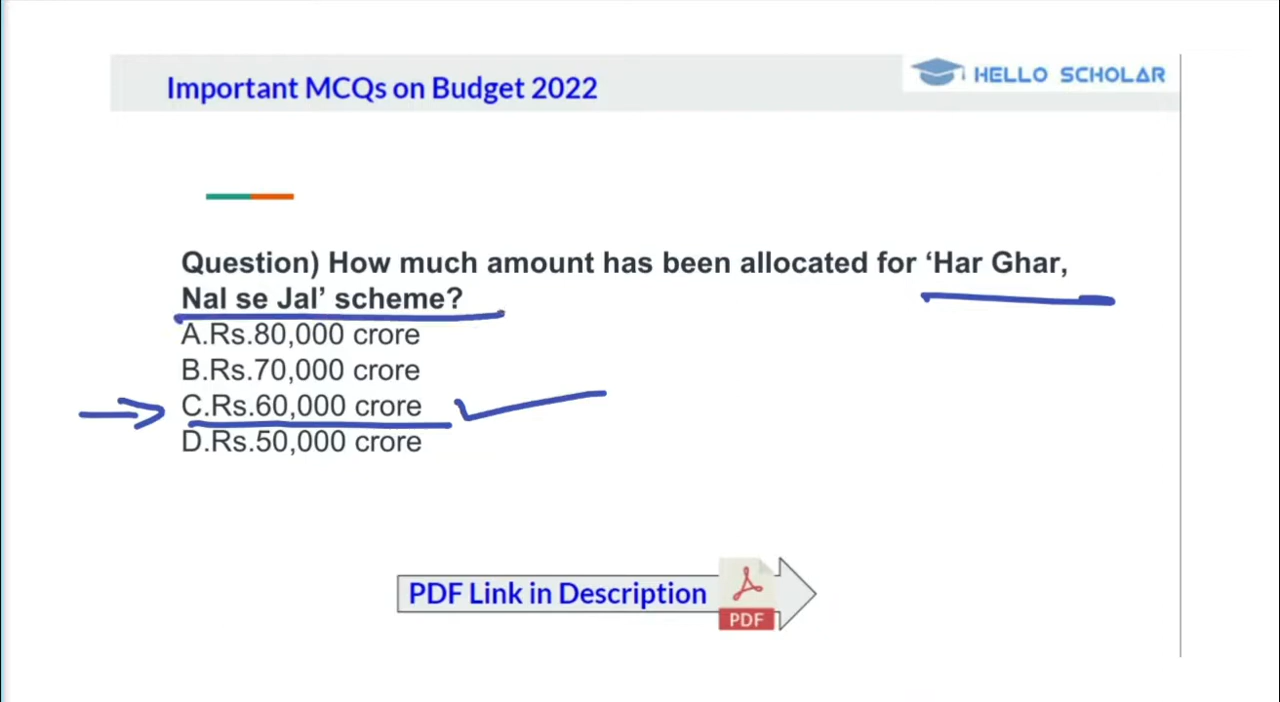 Important MCQs on Budget 2022
HELLO SCHOLAR
Question) How much amount has been allocated for ‘Har Ghar,
Nal se Jal’ scheme?
A.Rs.80,000 crore
B.Rs.70,000 crore
C.Rs.60,000 crore
D.Rs.50,000 crore
PDF Link in Description
PDF